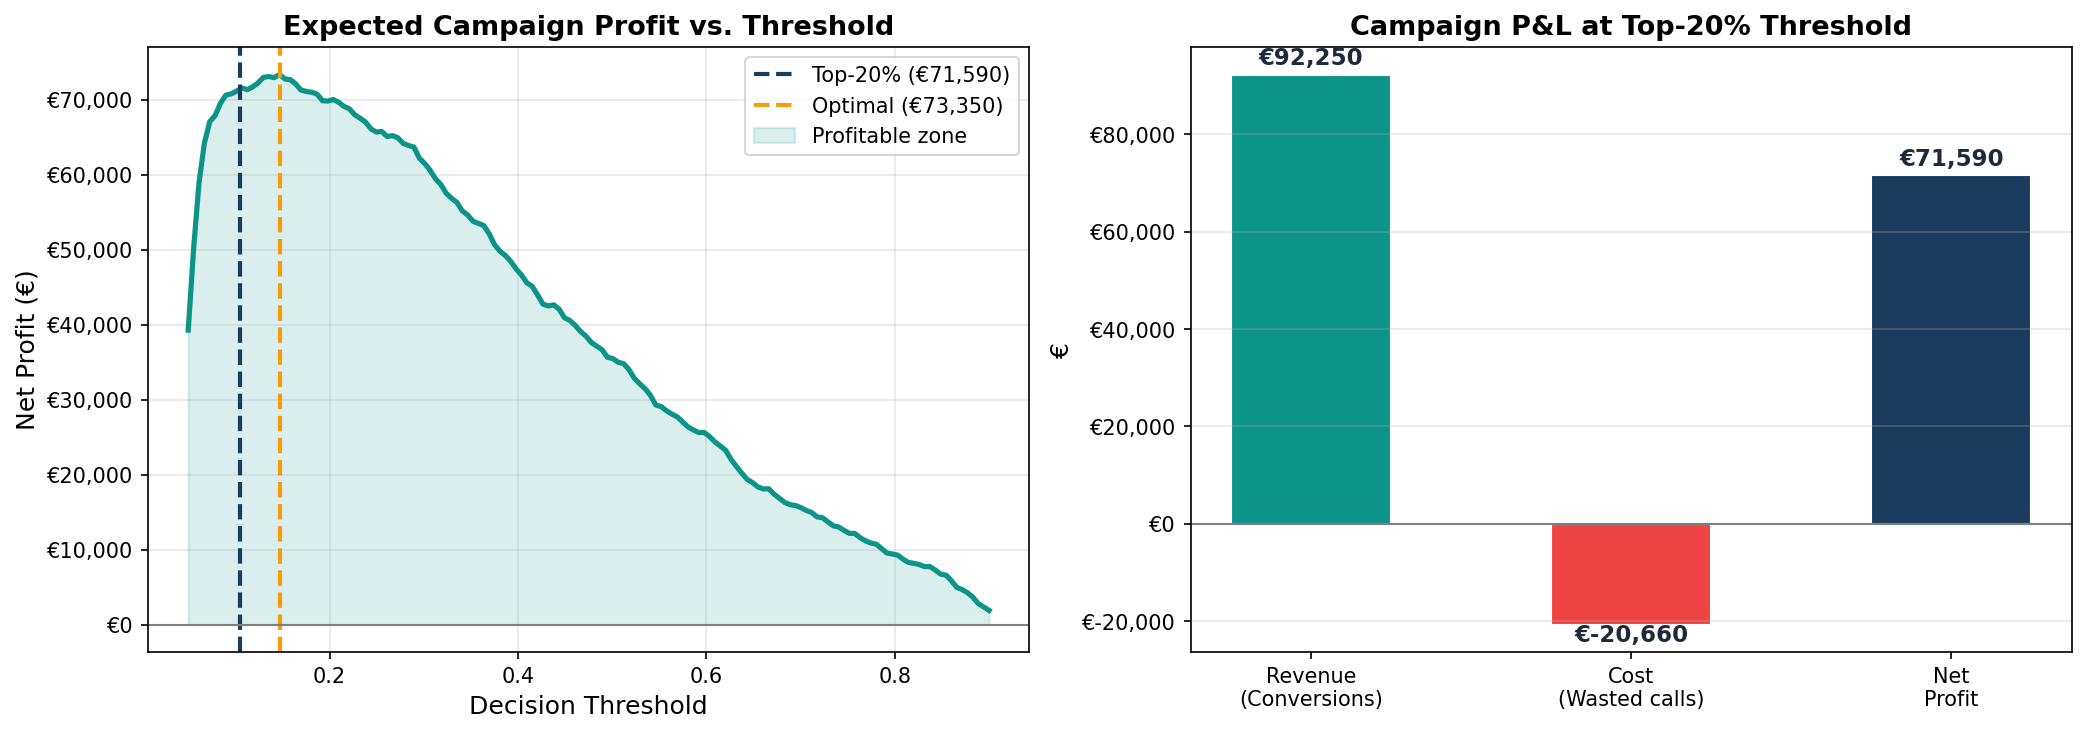 Expected Campaign Profit vs. Threshold
Net Profit (€)
€70,000
€60,000
€50,000
€40,000
€30,000
€20,000
€10,000
€0
0.2
0.4
0.6
0.8
Decision Threshold
Top-20% (€71,590)
Optimal (€73,350)
Profitable zone
Campaign P&L at Top-20% Threshold
€
€80,000
€60,000
€40,000
€20,000
€0
€-20,000
€92,250
€-20,660
€71,590
Revenue
(Conversions)
Cost
(Wasted calls)
Net
Profit